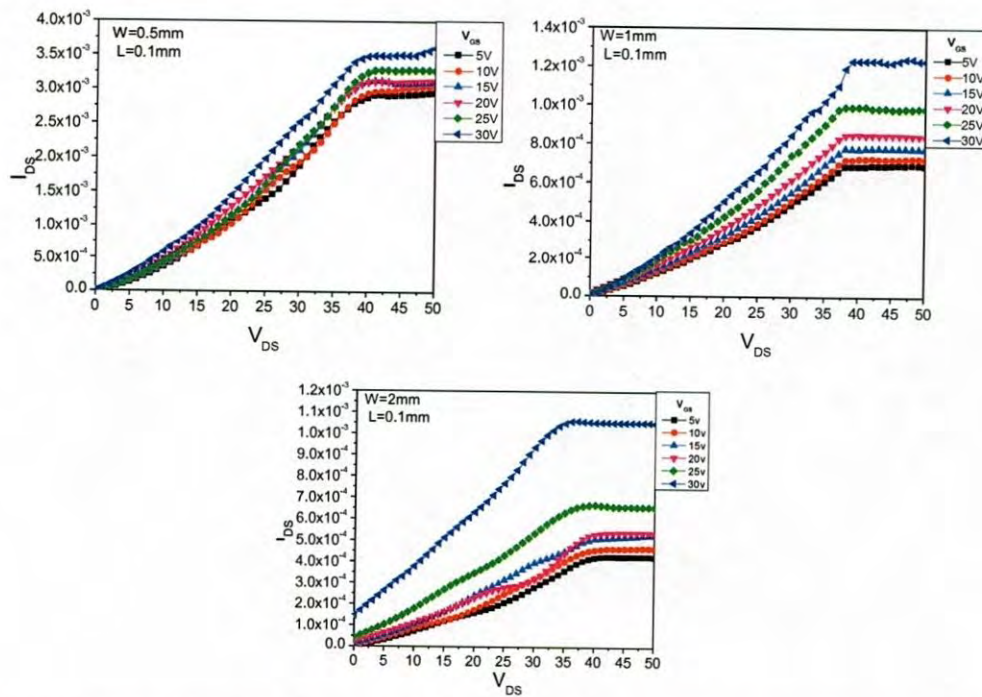 W=0.5mm
L=0.1mm
V_GS
5V
10V
15V
20V
25V
30V
4.0x10⁻³
3.5x10⁻³
3.0x10⁻³
2.5x10⁻³
2.0x10⁻³
1.5x10⁻³
1.0x10⁻³
5.0x10⁻⁴
0.0
I_DS
0 5 10 15 20 25 30 35 40 45 50
V_DS
W=1mm
L=0.1mm
V_GS
5V
10V
15V
20V
25V
30V
1.4x10⁻³
1.2x10⁻³
1.0x10⁻³
8.0x10⁻⁴
6.0x10⁻⁴
4.0x10⁻⁴
2.0x10⁻⁴
0.0
I_DS
0 5 10 15 20 25 30 35 40 45 50
V_DS
W=2mm
L=0.1mm
V_GS
5v
10v
15v
20v
25v
30v
1.2x10⁻³
1.1x10⁻³
1.0x10⁻³
9.0x10⁻⁴
8.0x10⁻⁴
7.0x10⁻⁴
6.0x10⁻⁴
5.0x10⁻⁴
4.0x10⁻⁴
3.0x10⁻⁴
2.0x10⁻⁴
1.0x10⁻⁴
0.0
I_DS
0 5 10 15 20 25 30 35 40 45 50
V_DS